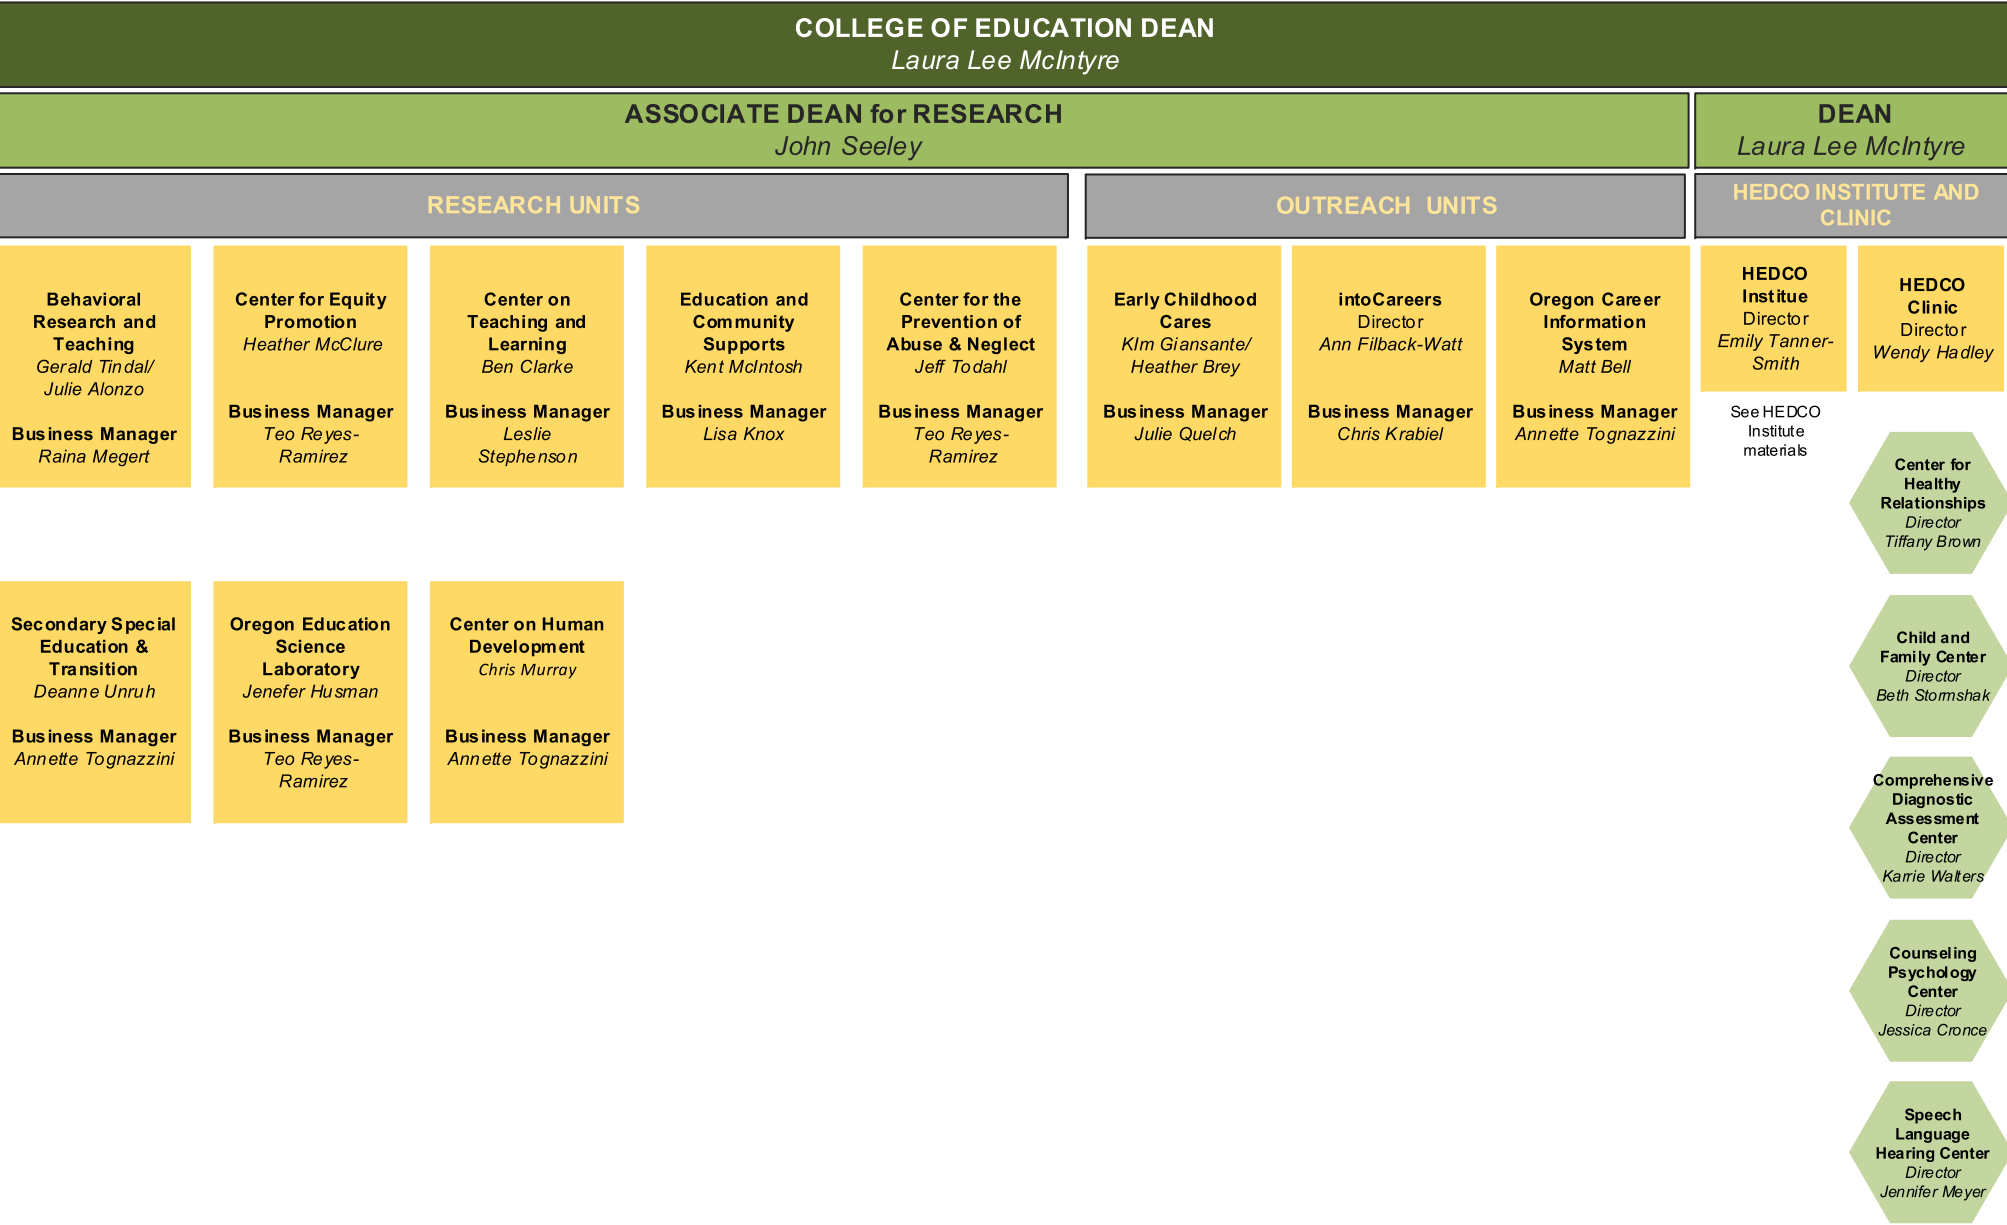 COLLEGE OF EDUCATION DEAN
Laura Lee McIntyre
ASSOCIATE DEAN for RESEARCH
John Seeley
DEAN
Laura Lee McIntyre
RESEARCH UNITS
OUTREACH UNITS
HEDCO INSTITUTE AND
CLINIC
Behavioral
Research and
Teaching
Gerald Tindal/
Julie Alonzo
Business Manager
Raina Megert
Center for Equity
Promotion
Heather McClure
Business Manager
Teo Reyes-
Ramirez
Center on
Teaching and
Learning
Ben Clarke
Business Manager
Leslie
Stephenson
Education and
Community
Supports
Kent McIntosh
Business Manager
Lisa Knox
Center for the
Prevention of
Abuse & Neglect
Jeff Todahl
Business Manager
Teo Reyes-
Ramirez
Early Childhood
Cares
KIm Giansante/
Heather Brey
Business Manager
Julie Quelch
intoCareers
Director
Ann Filback-Watt
Business Manager
Chris Krabiel
Oregon Career
Information
System
Matt Bell
Business Manager
Annette Tognazzini
HEDCO
Institue
Director
Emily Tanner-
Smith
See HEDCO
Institute
materials
HEDCO
Clinic
Director
Wendy Hadley
Center for
Healthy
Relationships
Director
Tiffany Brown
Secondary Special
Education &
Transition
Deanne Unruh
Business Manager
Annette Tognazzini
Oregon Education
Science
Laboratory
Jenefer Husman
Business Manager
Teo Reyes-
Ramirez
Center on Human
Development
Chris Murray
Business Manager
Annette Tognazzini
Child and
Family Center
Director
Beth Stormshak
Comprehensive
Diagnostic
Assessment
Center
Director
Karrie Walters
Counseling
Psychology
Center
Director
Jessica Cronce
Speech
Language
Hearing Center
Director
Jennifer Meyer